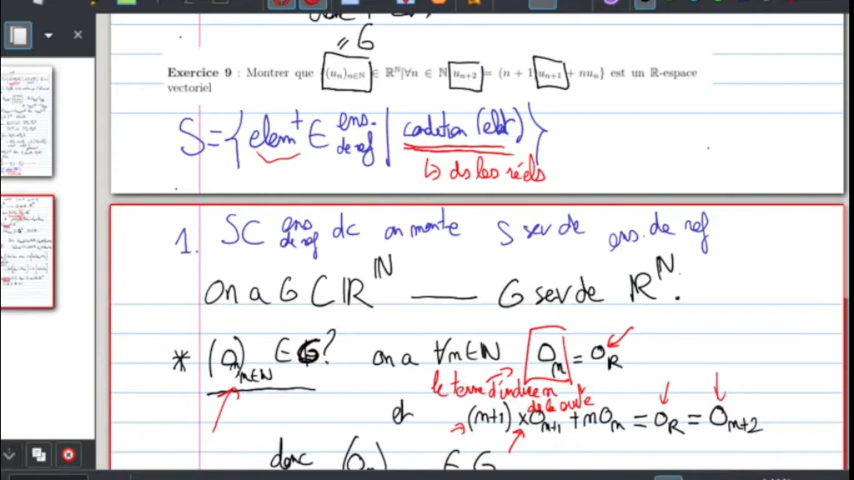 = G
Exercice 9 : Montrer que {(uₙ)ₙ∈ℕ ∈ ℝ^ℕ|∀n ∈ ℕ uₙ₊₂ = (n + 1 uₙ₊₁ + nuₙ} est un ℝ-espace
vectoriel
S = { elemᵗ ∈ ens. de ref | condition (elt) }
↳ ds les réels
1. S ⊂ ens. de ref dc on montre S sev de ens. de ref
On a G ⊂ ℝ^ℕ —— G sev de ℝ^ℕ.
* (0ₙ)ₙ∈ℕ ∈ G ? on a ∀n∈ℕ 0ₙ = 0_ℝ
le terme d'indice n
de la suite
et (n+1) × 0ₙ₊₁ + n0ₙ = 0_ℝ = 0ₙ₊₂
donc (0ₙ) ∈ G